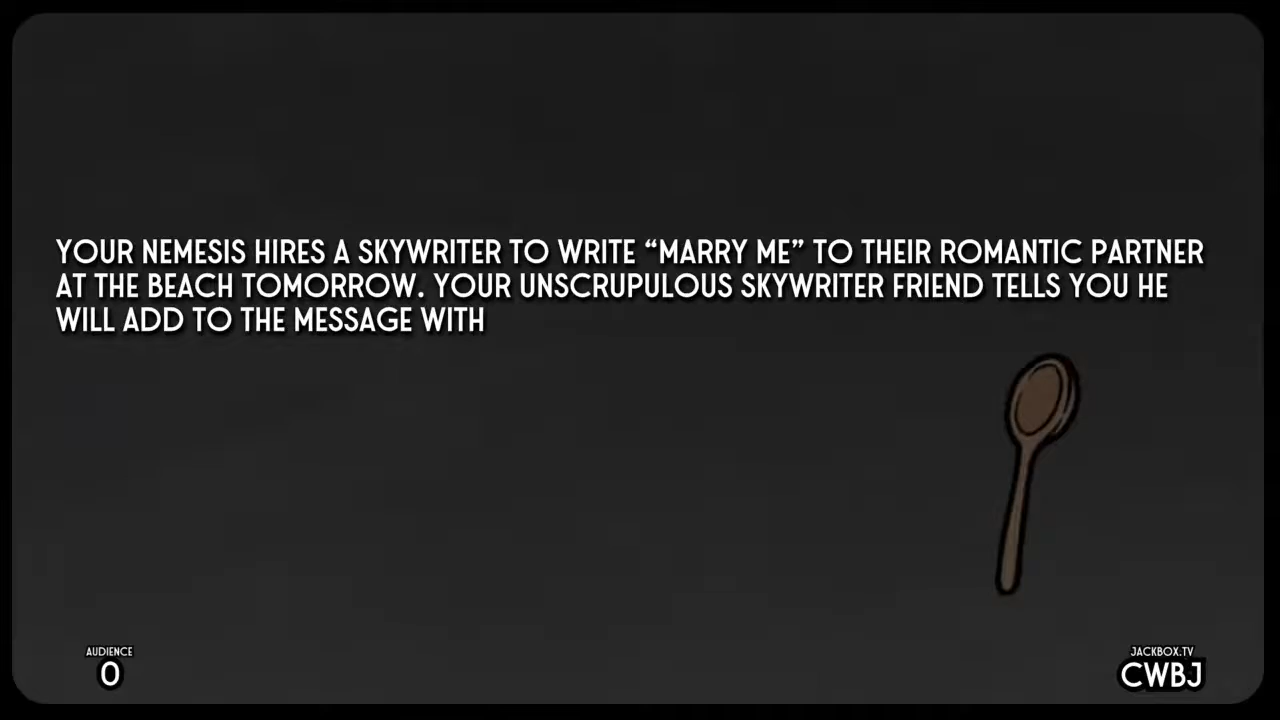 YOUR NEMESIS HIRES A SKYWRITER TO WRITE “MARRY ME” TO THEIR ROMANTIC PARTNER
AT THE BEACH TOMORROW. YOUR UNSCRUPULOUS SKYWRITER FRIEND TELLS YOU HE
WILL ADD TO THE MESSAGE WITH
AUDIENCE
0
JACKBOX.TV
CWBJ